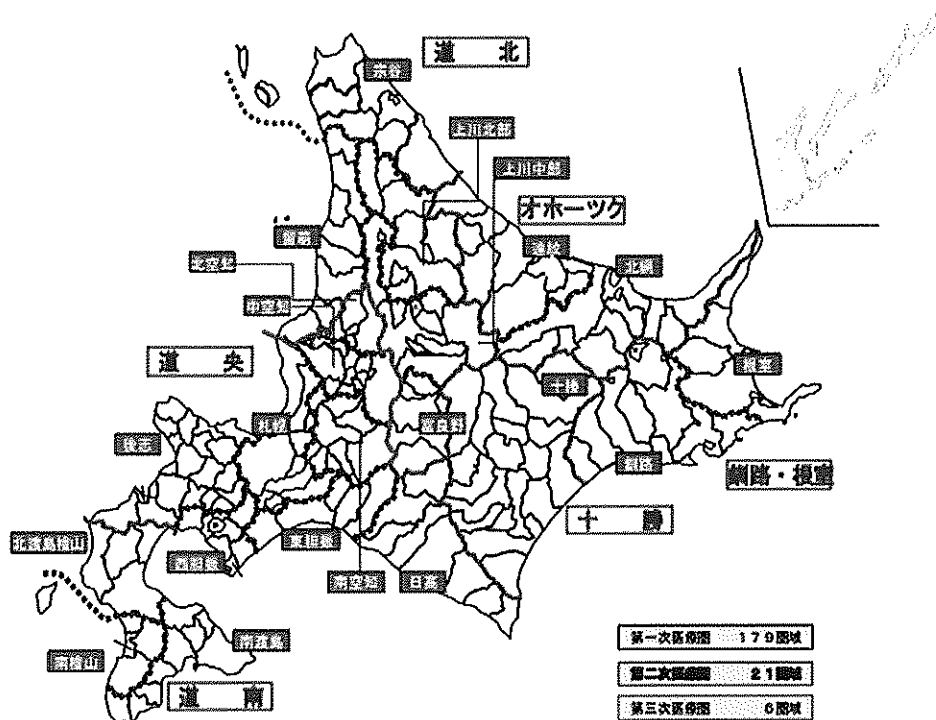 道 北
宗谷
上川北部
上川中部
オホーツク
留萌
遠紋
北網
北空知
中空知
道 央
根室
十勝
札幌
富良野
後志
釧路
釧路・根室
十 勝
北渡島檜山
東胆振
西胆振
南空知
日高
南渡島
南檜山
道 南
第一次医療圏 179圏域
第二次医療圏 21圏域
第三次医療圏 6圏域